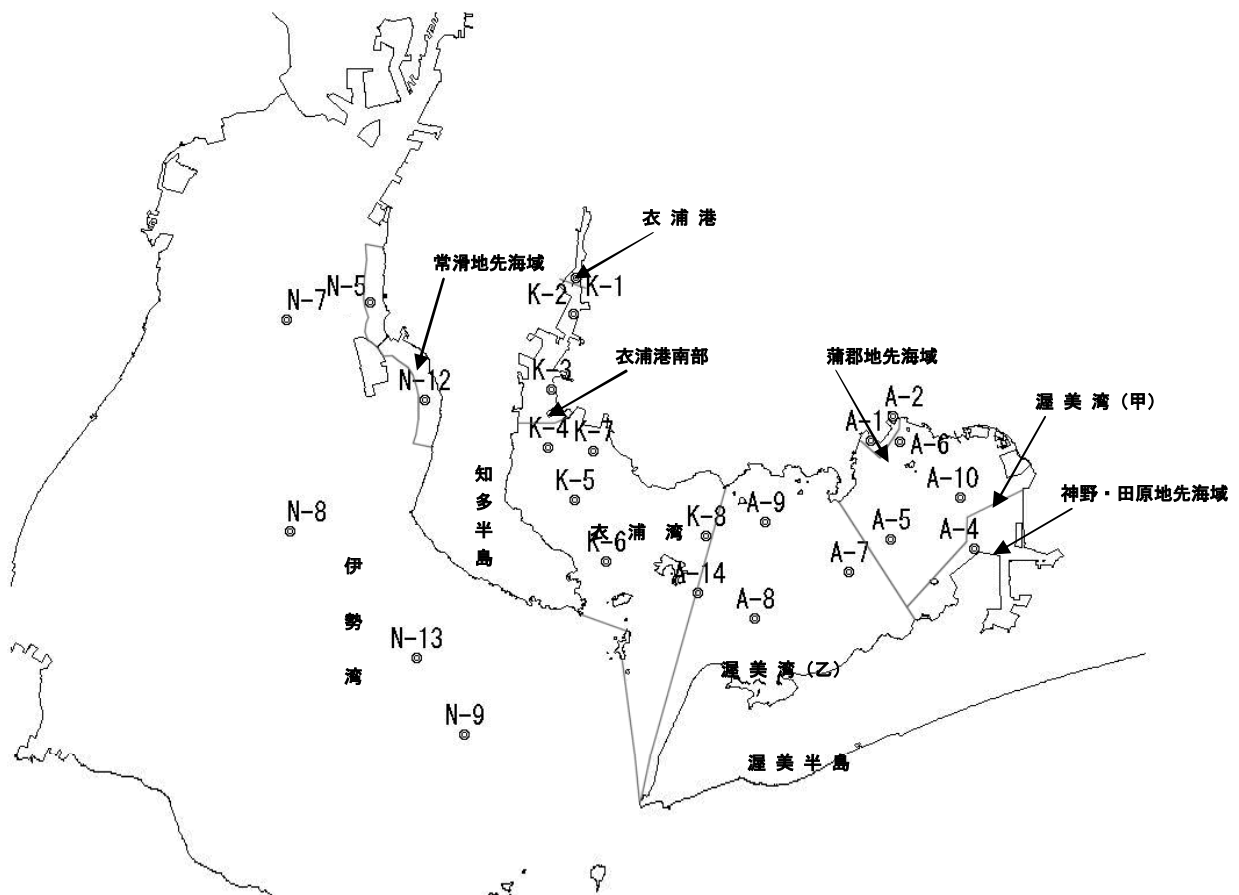 衣 浦 港
常滑地先海域
N-5
K-2
K-1
N-7
衣浦港南部
蒲郡地先海域
N-12
K-3
A-2
渥 美 湾（甲）
A-1
K-4
K-7
A-6
知多半島
A-10
神野・田原地先海域
K-5
A-9
N-8
K-8
衣 浦 湾
A-5
A-4
K-6
A-7
A-14
伊勢湾
A-8
N-13
渥 美 湾（乙）
N-9
渥 美 半 島